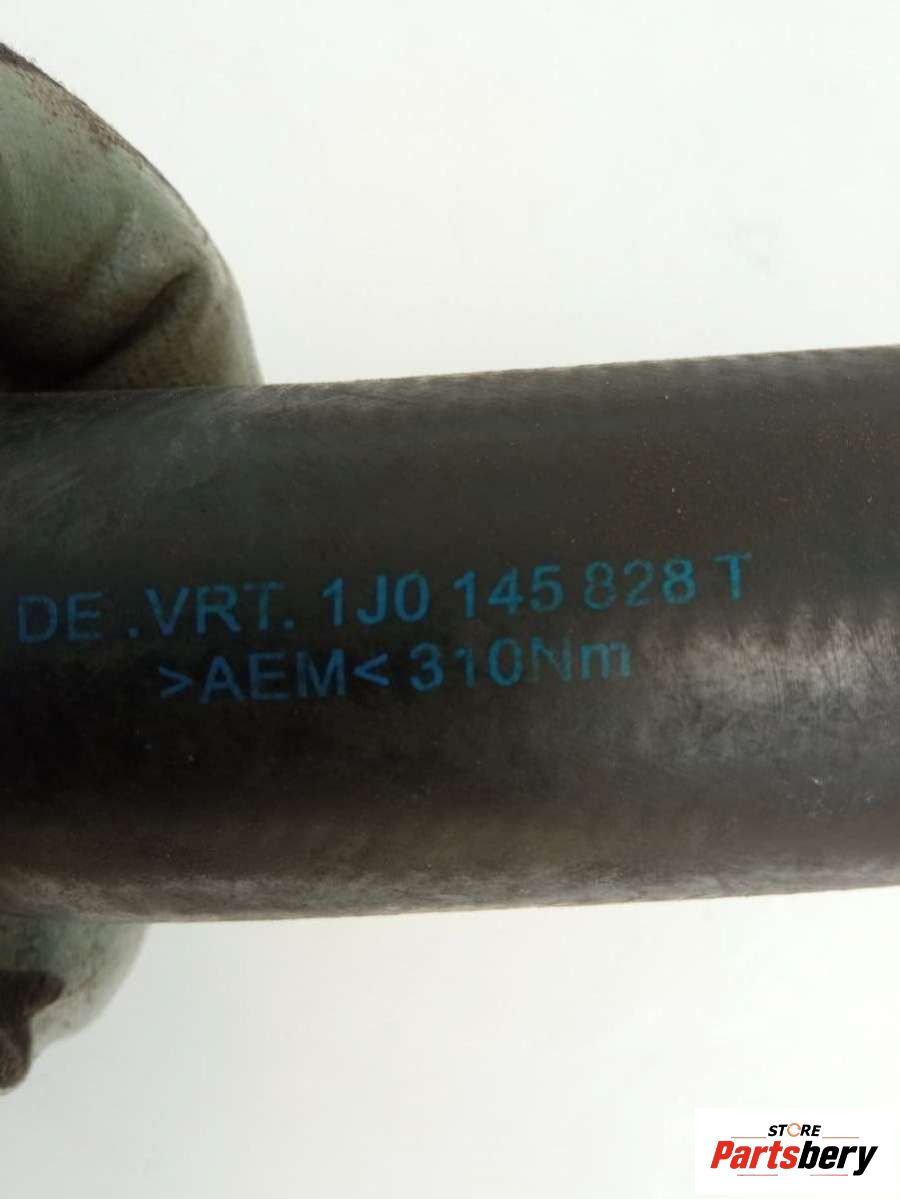 DE .VRT. 1J0 145 828 T
>AEM< 310Nm
STORE
Partsbery